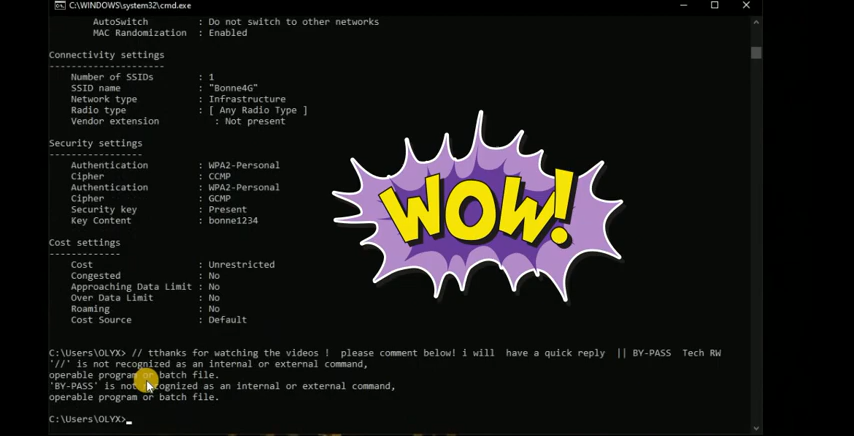 C:\WINDOWS\system32\cmd.exe
AutoSwitch : Do not switch to other networks
MAC Randomization : Enabled
Connectivity settings
---------------------
Number of SSIDs : 1
SSID name : "Bonne4G"
Network type : Infrastructure
Radio type : [ Any Radio Type ]
Vendor extension : Not present
Security settings
-----------------
Authentication : WPA2-Personal
Cipher : CCMP
Authentication : WPA2-Personal
Cipher : GCMP
Security key : Present
Key Content : bonne1234
Cost settings
-------------
Cost : Unrestricted
Congested : No
Approaching Data Limit : No
Over Data Limit : No
Roaming : No
Cost Source : Default
WOW!
C:\Users\OLYX> // tthanks for watching the videos ! please comment below! i will have a quick reply || BY-PASS Tech RW
'//' is not recognized as an internal or external command,
operable program or batch file.
'BY-PASS' is not recognized as an internal or external command,
operable program or batch file.
C:\Users\OLYX>_